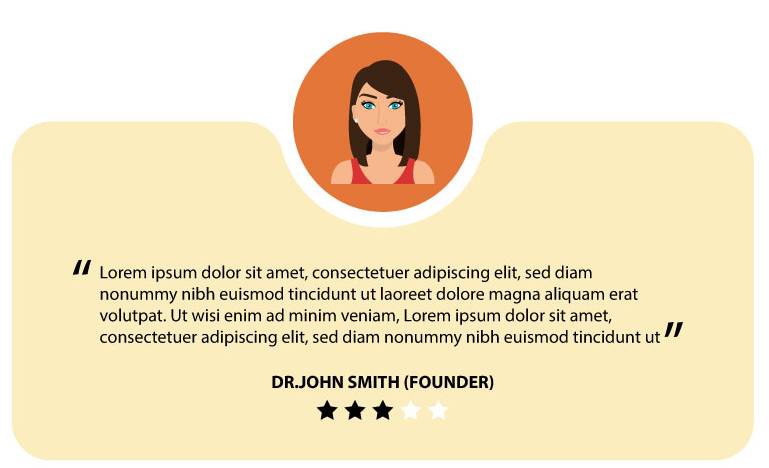 “ Lorem ipsum dolor sit amet, consectetuer adipiscing elit, sed diam
nonummy nibh euismod tincidunt ut laoreet dolore magna aliquam erat
volutpat. Ut wisi enim ad minim veniam, Lorem ipsum dolor sit amet,
consectetuer adipiscing elit, sed diam nonummy nibh euismod tincidunt ut ”
DR.JOHN SMITH (FOUNDER)